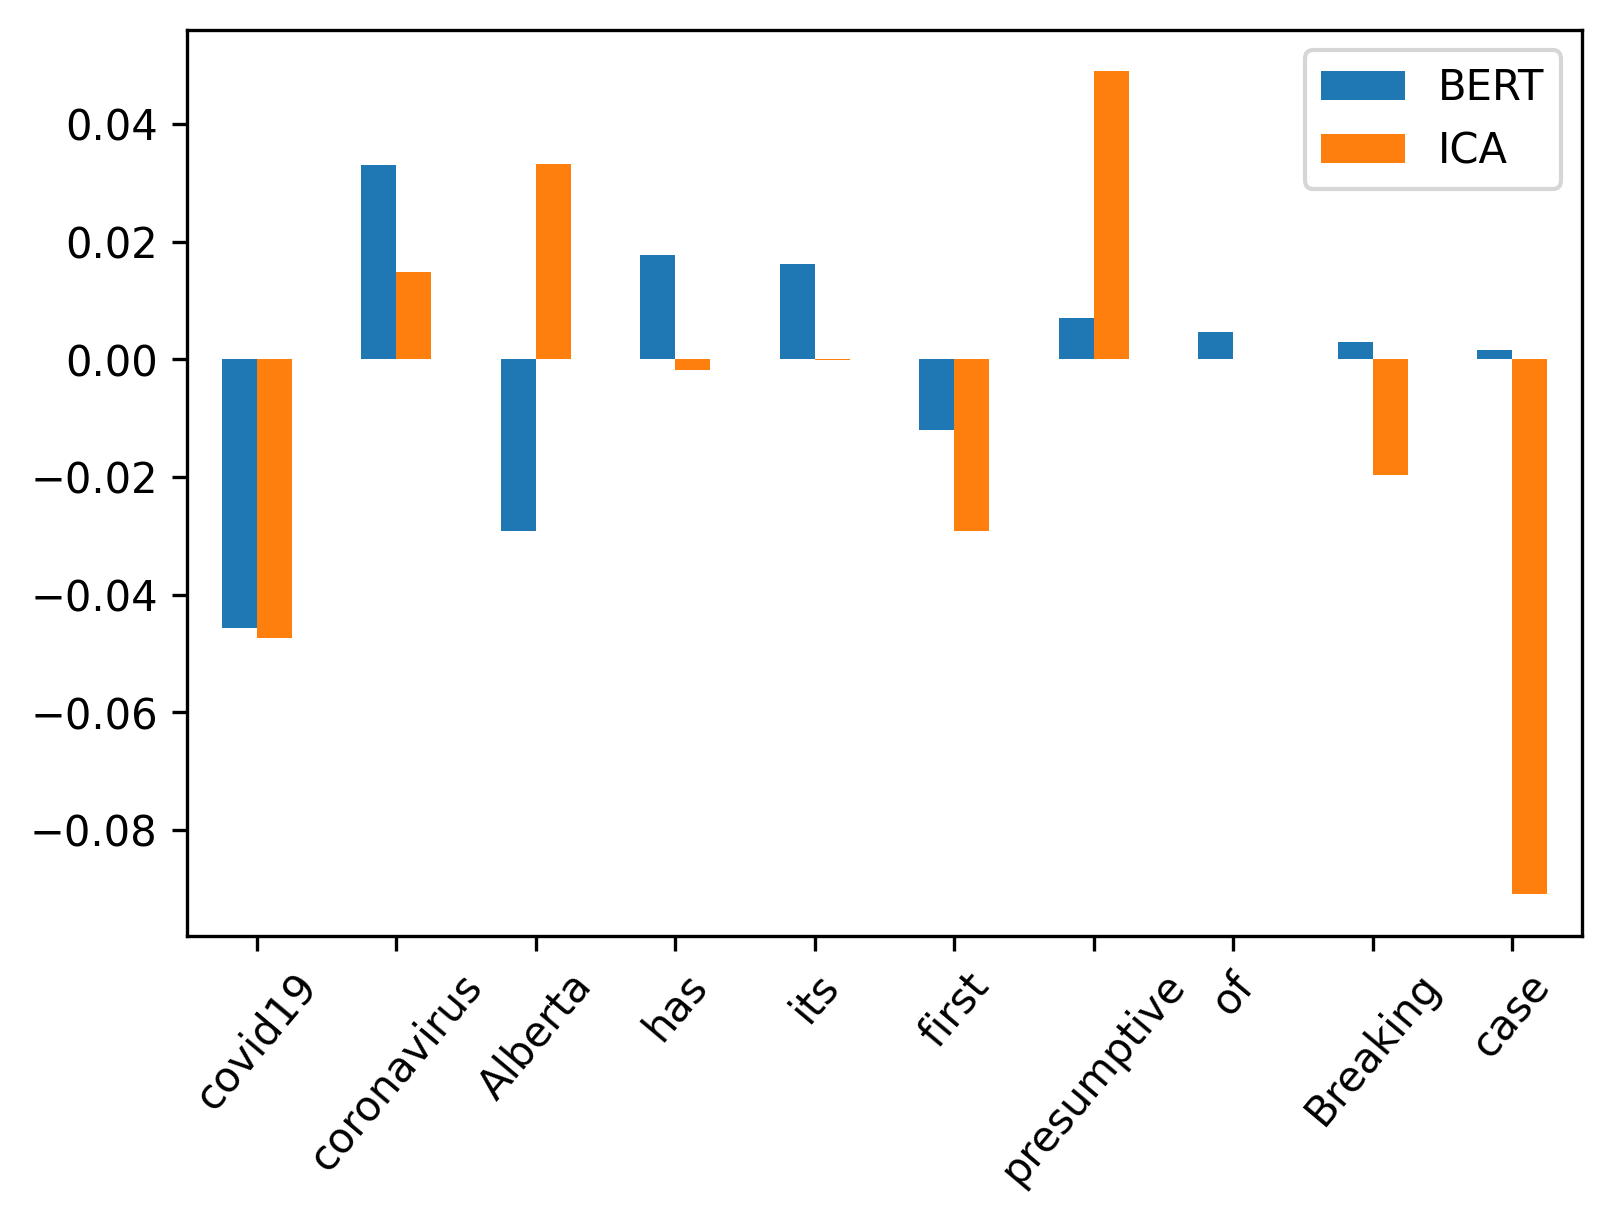 BERT
ICA
0.04
0.02
0.00
−0.02
−0.04
−0.06
−0.08
covid19
coronavirus
Alberta
has
its
first
presumptive
of
Breaking
case